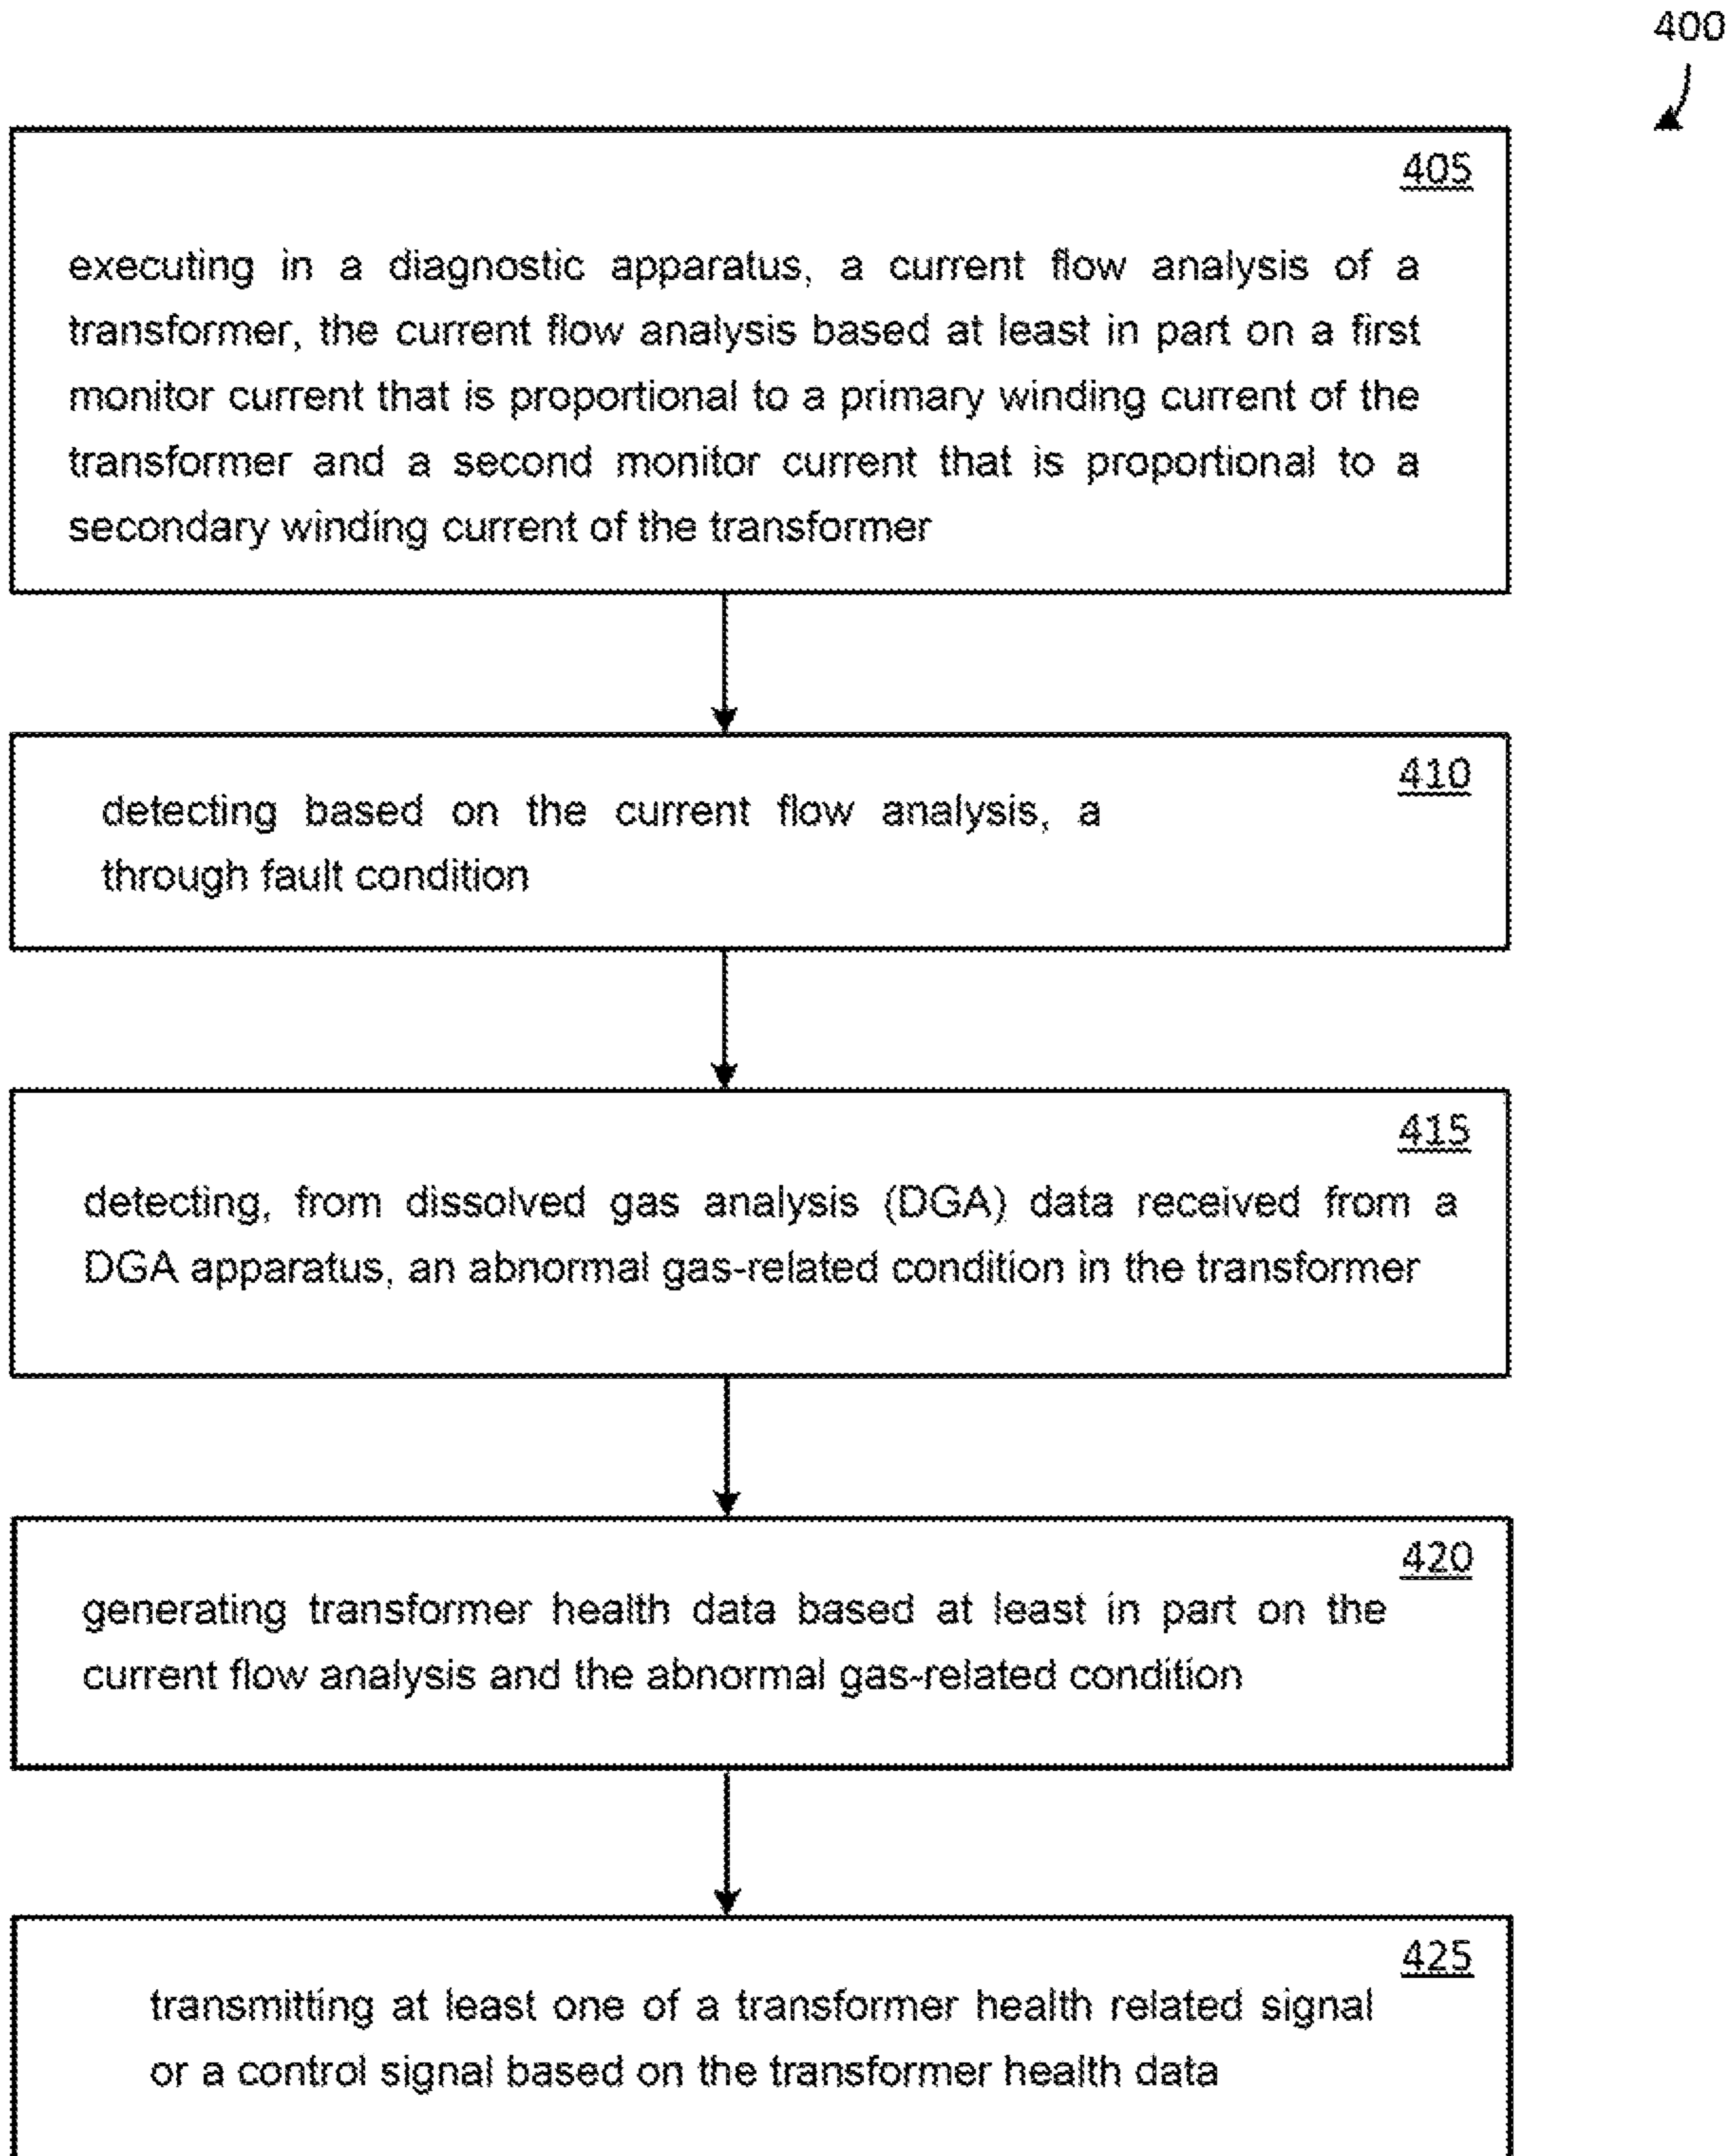 400
405
executing in a diagnostic apparatus, a current flow analysis of a
transformer, the current flow analysis based at least in part on a first
monitor current that is proportional to a primary winding current of the
transformer and a second monitor current that is proportional to a
secondary winding current of the transformer
410
detecting based on the current flow analysis, a
through fault condition
415
detecting, from dissolved gas analysis (DGA) data received from a
DGA apparatus, an abnormal gas-related condition in the transformer
420
generating transformer health data based at least in part on the
current flow analysis and the abnormal gas-related condition
425
transmitting at least one of a transformer health related signal
or a control signal based on the transformer health data